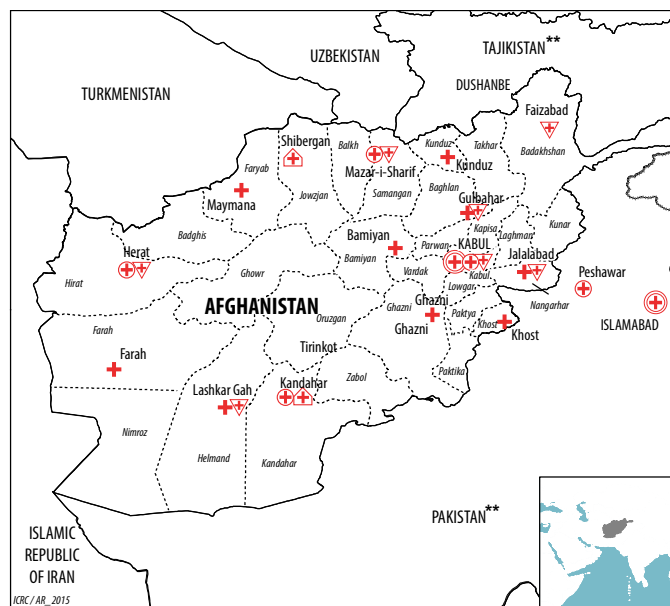 UZBEKISTAN
TAJIKISTAN**
TURKMENISTAN
DUSHANBE
Faizabad
Shibergan
Balkh
Kunduz
Takhar
Badakhshan
Mazar-i-Sharif
Kunduz
Faryab
Jowzjan
Samangan
Baghlan
Maymana
Gulbahar
Kunar
Badghis
Bamiyan
Parwan
Kapisa
Laghman
KABUL
Herat
Bamiyan
Vardak
Kabul
Jalalabad
Peshawar
Hirat
Ghowr
Lowgar
Nangarhar
ISLAMABAD
AFGHANISTAN
Ghazni
Ghazni
Paktya
Oruzgan
Khost
Khost
Farah
Ghazni
Tirinkot
Farah
Paktika
Lashkar Gah
Kandahar
Zabol
Nimroz
Helmand
Kandahar
PAKISTAN**
ISLAMIC
REPUBLIC
OF IRAN
ICRC / AR_2015